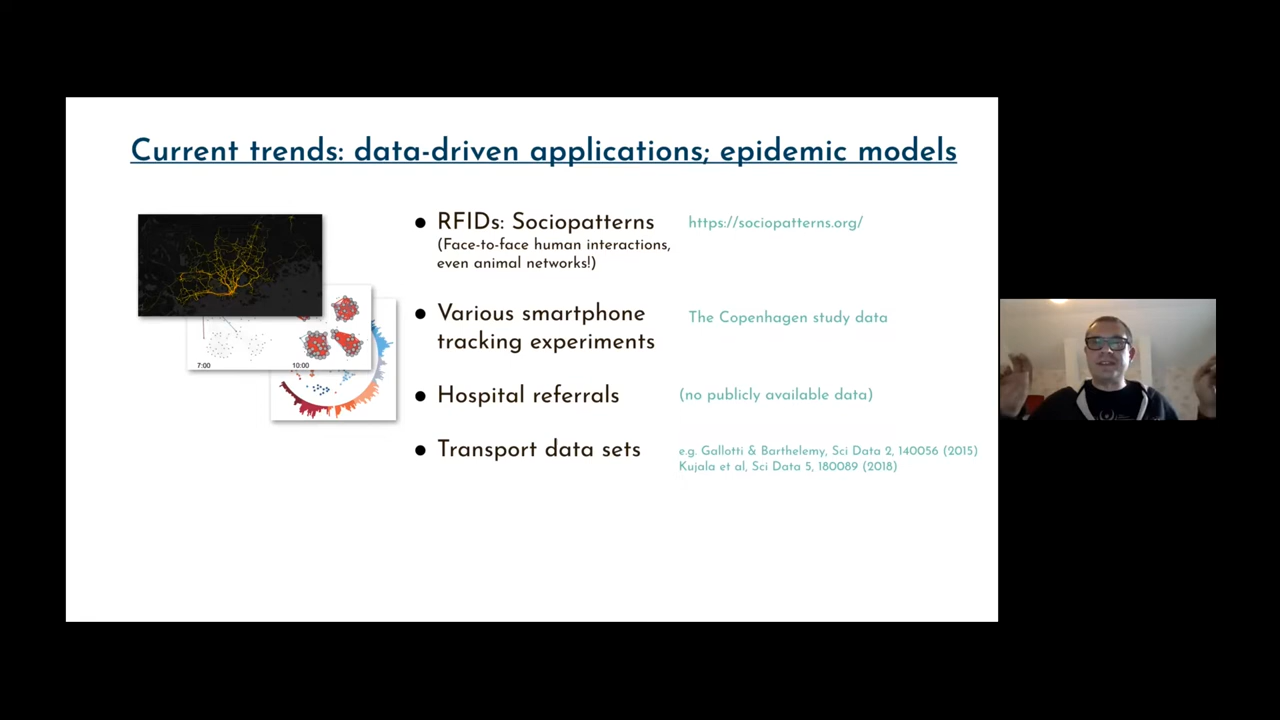 Current trends: data-driven applications; epidemic models
● RFIDs: Sociopatterns
https://sociopatterns.org/
(Face-to-face human interactions,
even animal networks!)
● Various smartphone
tracking experiments
The Copenhagen study data
● Hospital referrals
(no publicly available data)
● Transport data sets
e.g. Gallotti & Barthelemy, Sci Data 2, 140056 (2015)
Kujala et al, Sci Data 5, 180089 (2018)
7:00
10:00